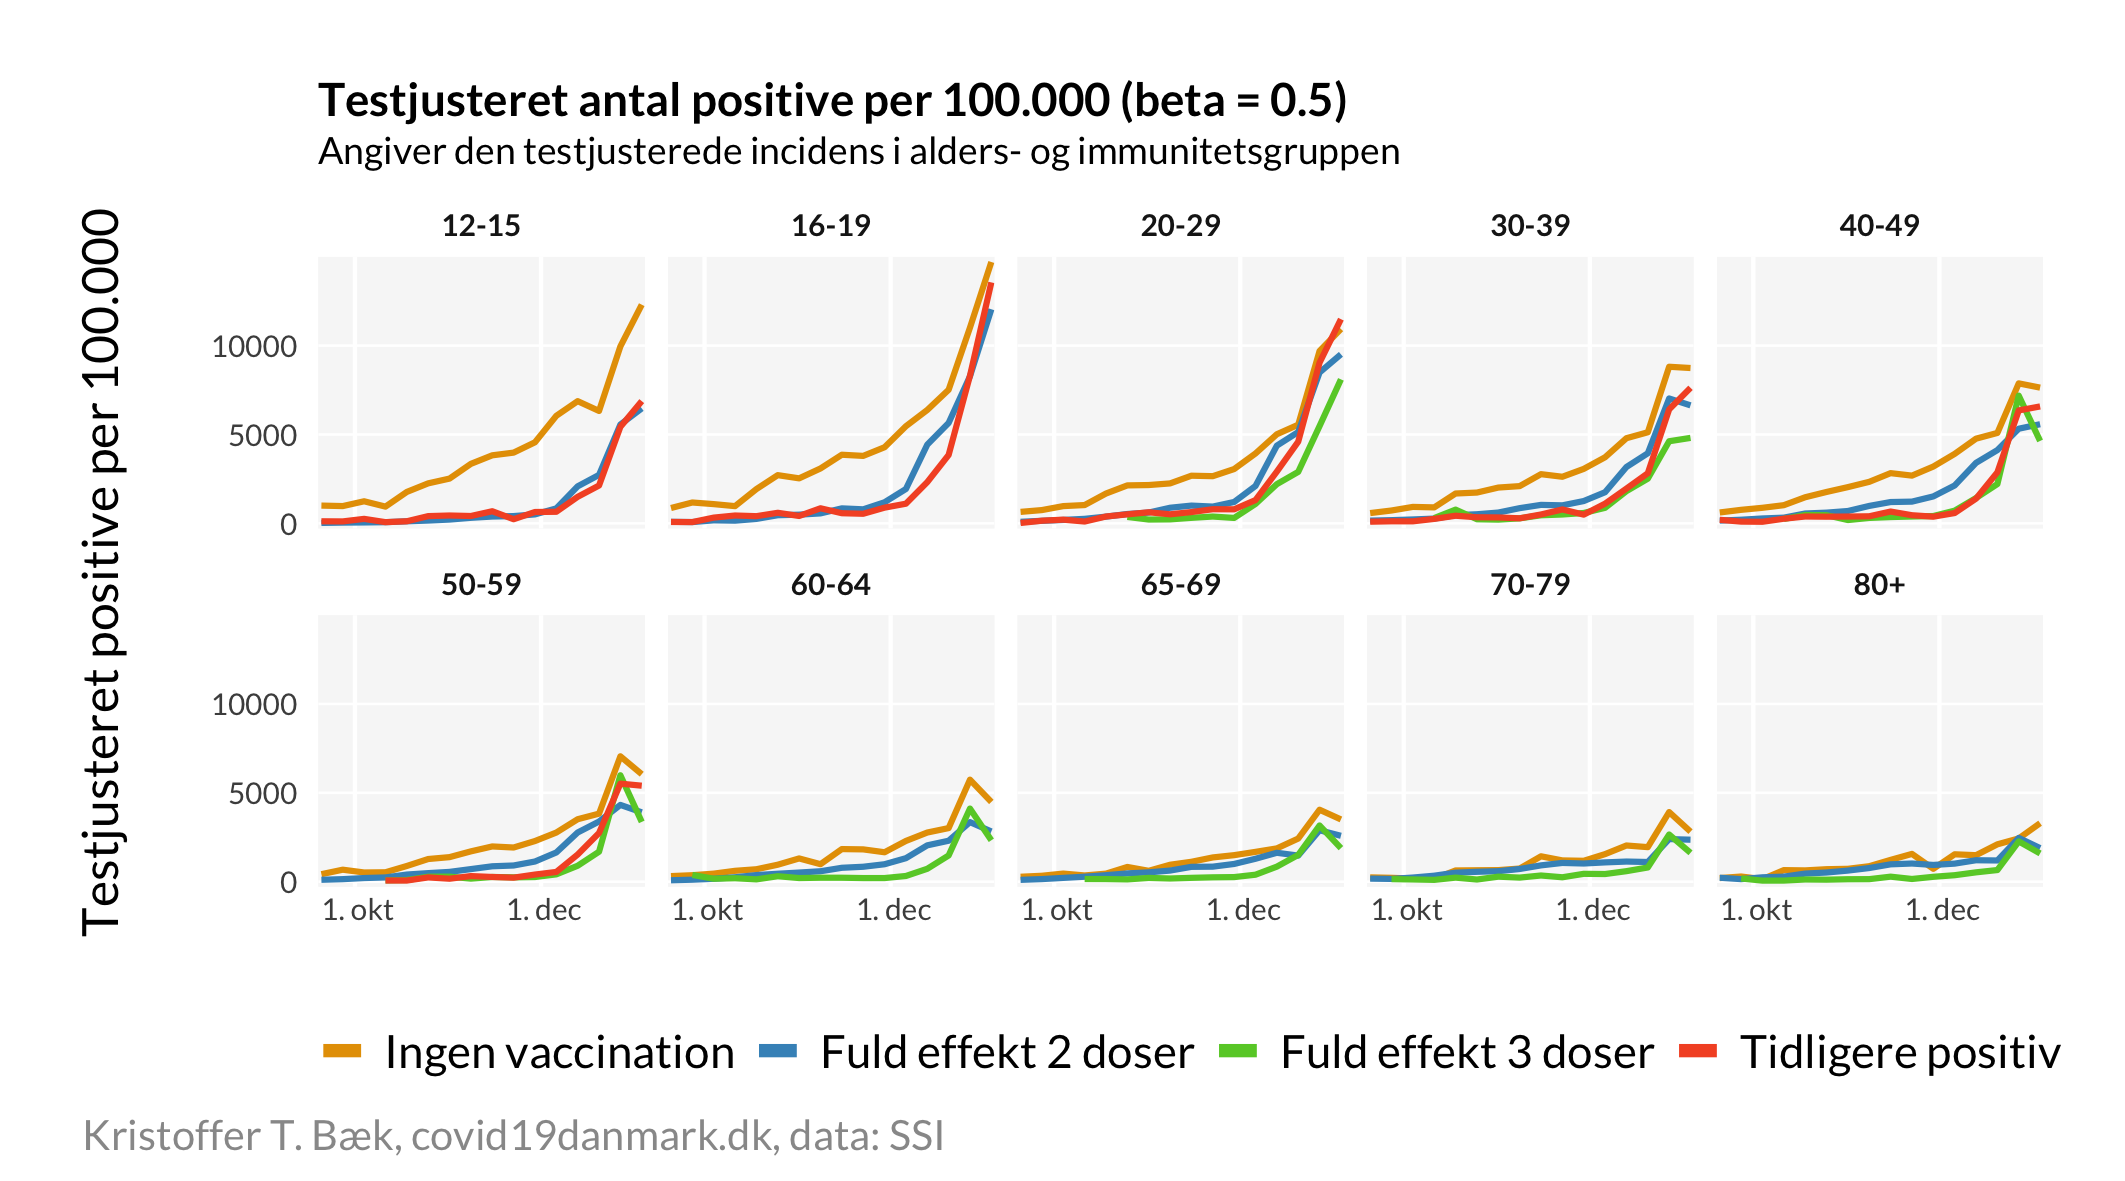 Testjusteret antal positive per 100.000 (beta = 0.5)
Angiver den testjusterede incidens i alders- og immunitetsgruppen
Testjusteret positive per 100.000
12-15 16-19 20-29 30-39 40-49
10000
5000
0
50-59 60-64 65-69 70-79 80+
10000
5000
0
1. okt 1. dec 1. okt 1. dec 1. okt 1. dec 1. okt 1. dec 1. okt 1. dec
Ingen vaccination Fuld effekt 2 doser Fuld effekt 3 doser Tidligere positiv
Kristoffer T. Bæk, covid19danmark.dk, data: SSI